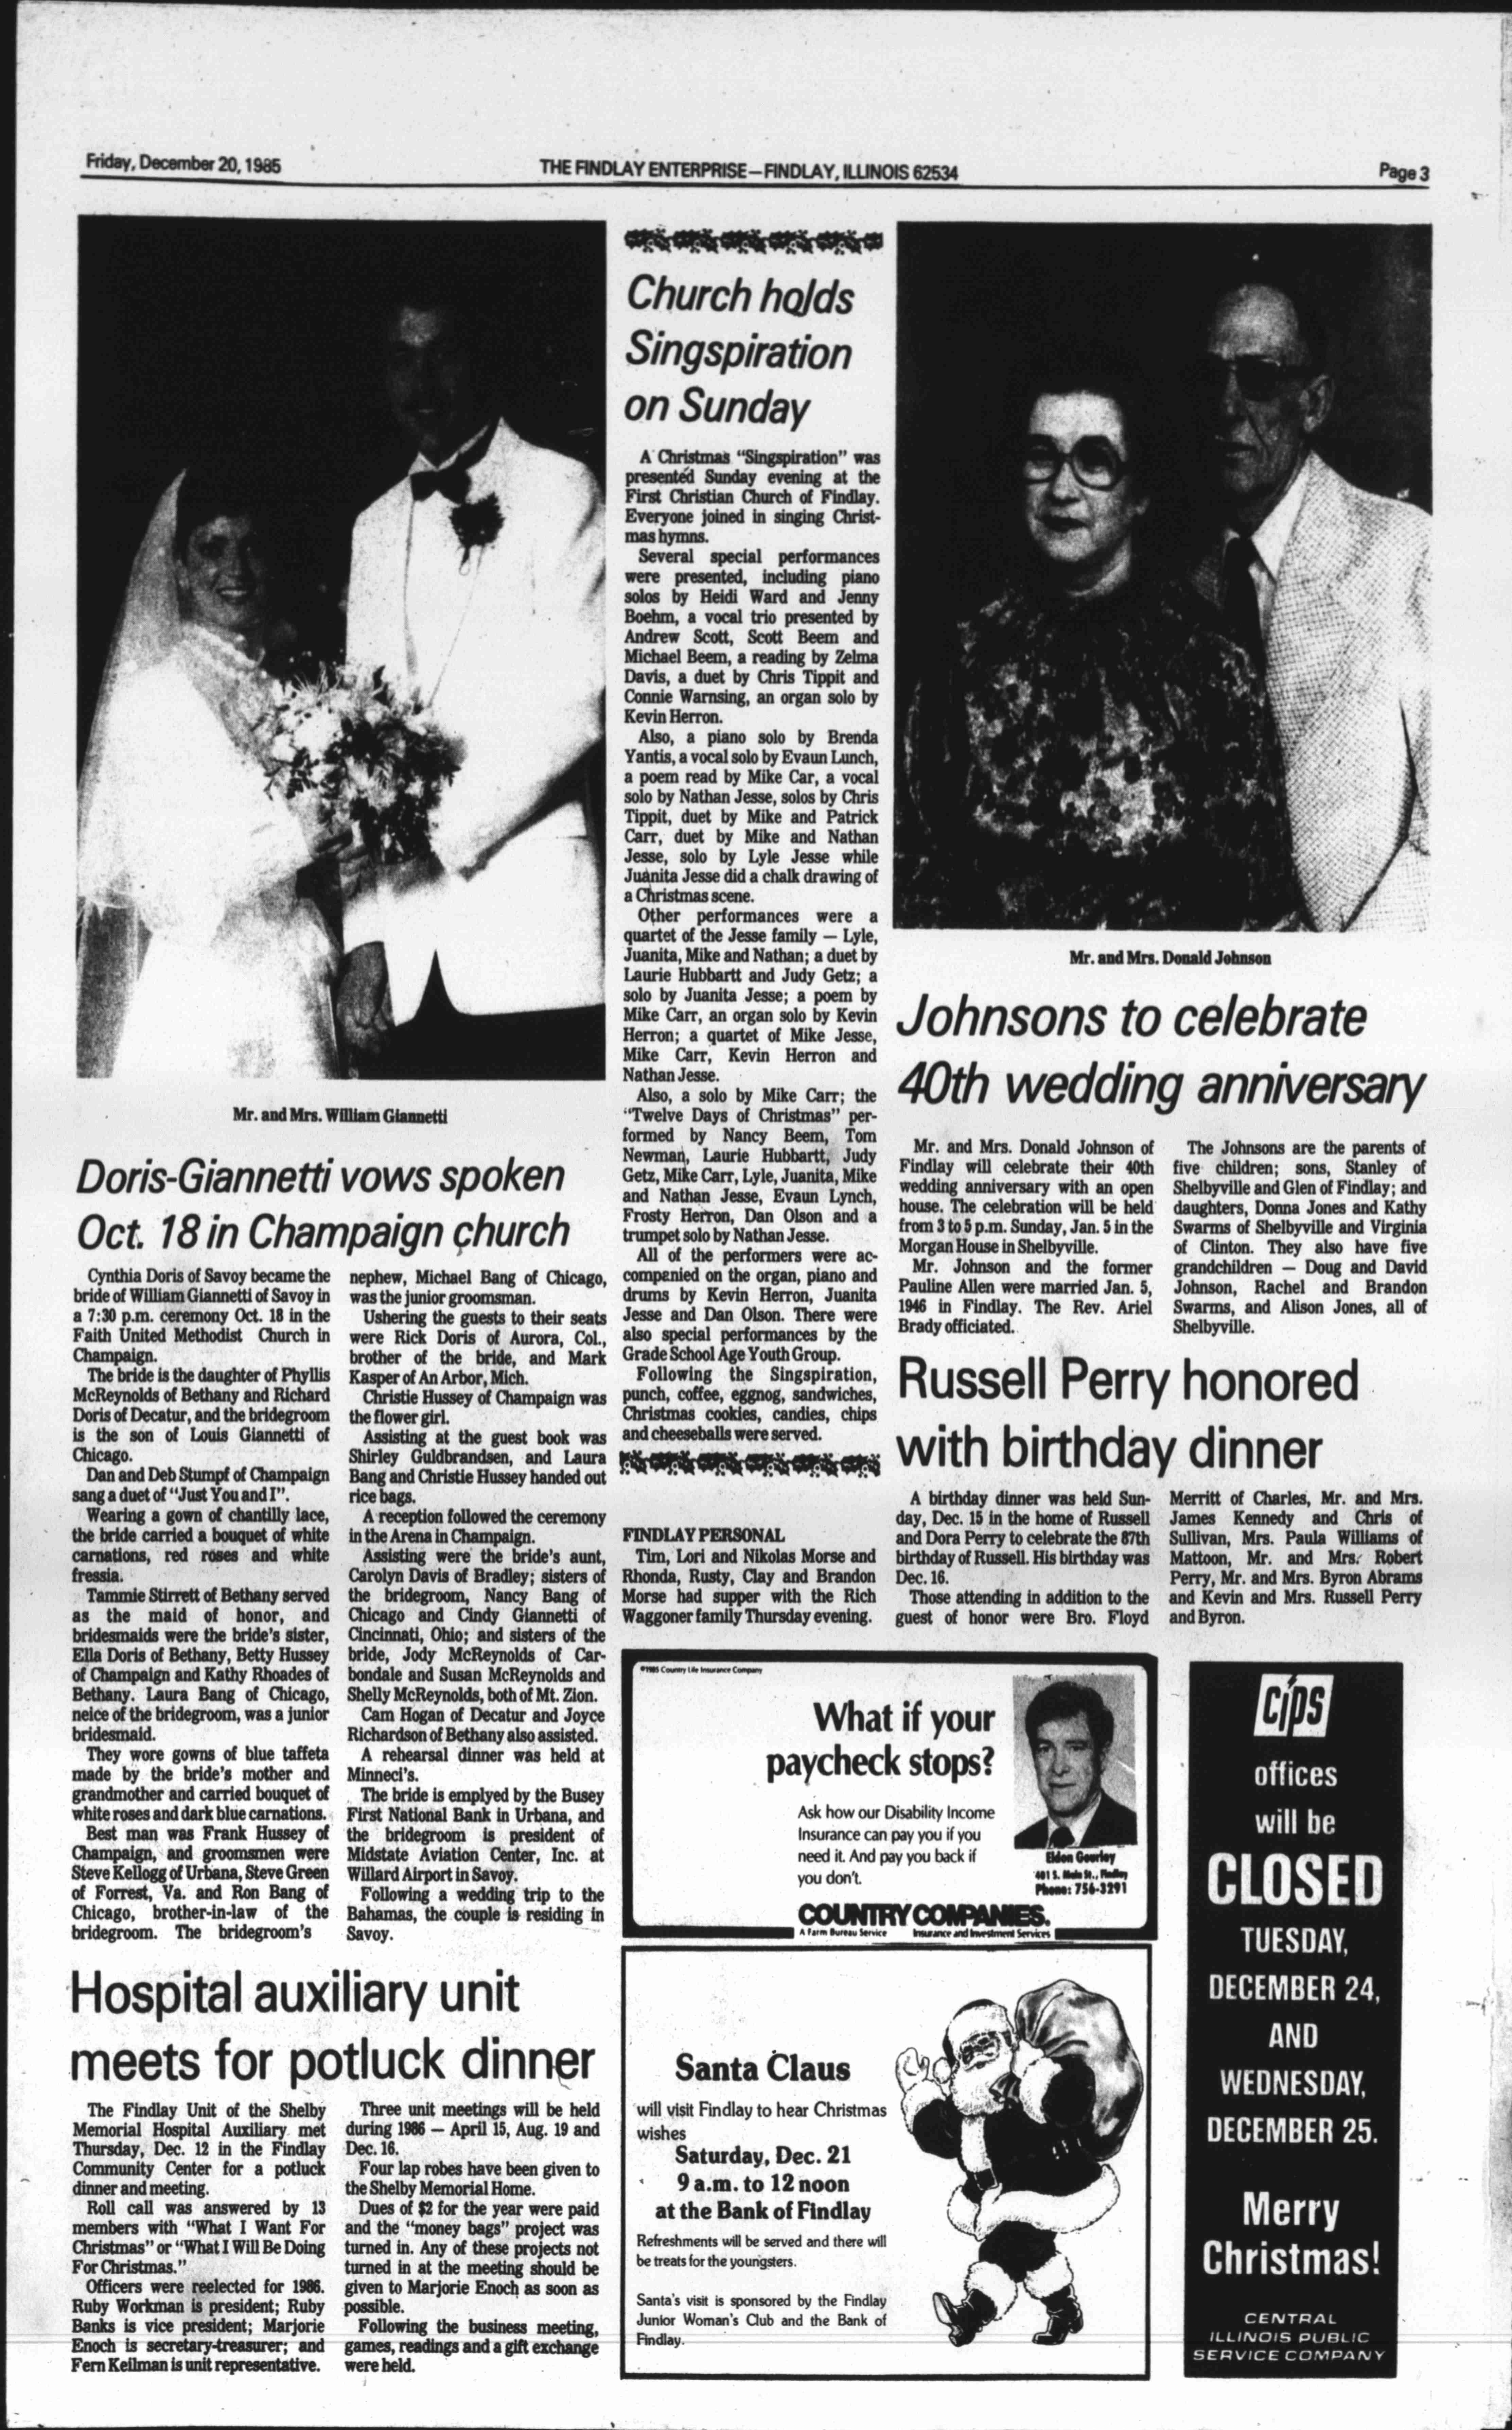 Friday, December 20, 1985
THE FINDLAY ENTERPRISE—FINDLAY, ILLINOIS 62534
Page 3
Mr. and Mrs. William Giannetti
Doris-Giannetti vows spoken
Oct. 18 in Champaign church
Cynthia Doris of Savoy became the
bride of William Giannetti of Savoy in
a 7:30 p.m. ceremony Oct. 18 in the
Faith United Methodist Church in
Champaign.
The bride is the daughter of Phyllis
McReynolds of Bethany and Richard
Doris of Decatur, and the bridegroom
is the son of Louis Giannetti of
Chicago.
Dan and Deb Stumpf of Champaign
sang a duet of "Just You and I".
Wearing a gown of chantilly lace,
the bride carried a bouquet of white
carnations, red roses and white
fressia.
Tammie Stirrett of Bethany served
as the maid of honor, and
bridesmaids were the bride's sister,
Ella Doris of Bethany, Betty Hussey
of Champaign and Kathy Rhoades of
Bethany. Laura Bang of Chicago,
neice of the bridegroom, was a junior
bridesmaid.
They wore gowns of blue taffeta
made by the bride's mother and
grandmother and carried bouquet of
white roses and dark blue carnations.
Best man was Frank Hussey of
Champaign, and groomsmen were
Steve Kellogg of Urbana, Steve Green
of Forrest, Va. and Ron Bang of
Chicago, brother-in-law of the
bridegroom. The bridegroom's
nephew, Michael Bang of Chicago,
was the junior groomsman.
Ushering the guests to their seats
were Rick Doris of Aurora, Col.,
brother of the bride, and Mark
Kasper of An Arbor, Mich.
Christie Hussey of Champaign was
the flower girl.
Assisting at the guest book was
Shirley Guldbrandsen, and Laura
Bang and Christie Hussey handed out
rice bags.
A reception followed the ceremony
in the Arena in Champaign.
Assisting were the bride's aunt,
Carolyn Davis of Bradley; sisters of
the bridegroom, Nancy Bang of
Chicago and Cindy Giannetti of
Cincinnati, Ohio; and sisters of the
bride, Jody McReynolds of Car-
bondale and Susan McReynolds and
Shelly McReynolds, both of Mt. Zion.
Cam Hogan of Decatur and Joyce
Richardson of Bethany also assisted.
A rehearsal dinner was held at
Minneci's.
The bride is emplyed by the Busey
First National Bank in Urbana, and
the bridegroom is president of
Midstate Aviation Center, Inc. at
Willard Airport in Savoy.
Following a wedding trip to the
Bahamas, the couple is residing in
Savoy.
Hospital auxiliary unit
meets for potluck dinner
The Findlay Unit of the Shelby
Memorial Hospital Auxiliary met
Thursday, Dec. 12 in the Findlay
Community Center for a potluck
dinner and meeting.
Roll call was answered by 13
members with "What I Want For
Christmas" or "What I Will Be Doing
For Christmas."
Officers were reelected for 1986.
Ruby Workman is president; Ruby
Banks is vice president; Marjorie
Enoch is secretary-treasurer; and
Fern Keilman is unit representative.
Three unit meetings will be held
during 1986 — April 15, Aug. 19 and
Dec. 16.
Four lap robes have been given to
the Shelby Memorial Home.
Dues of $2 for the year were paid
and the "money bags" project was
turned in. Any of these projects not
turned in at the meeting should be
given to Marjorie Enoch as soon as
possible.
Following the business meeting,
games, readings and a gift exchange
were held.
Church holds
Singspiration
on Sunday
A Christmas "Singspiration" was
presented Sunday evening at the
First Christian Church of Findlay.
Everyone joined in singing Christ-
mas hymns.
Several special performances
were presented, including piano
solos by Heidi Ward and Jenny
Boehm, a vocal trio presented by
Andrew Scott, Scott Beem and
Michael Beem, a reading by Zelma
Davis, a duet by Chris Tippit and
Connie Warnsing, an organ solo by
Kevin Herron.
Also, a piano solo by Brenda
Yantis, a vocal solo by Evaun Lunch,
a poem read by Mike Car, a vocal
solo by Nathan Jesse, solos by Chris
Tippit, duet by Mike and Patrick
Carr, duet by Mike and Nathan
Jesse, solo by Lyle Jesse while
Juanita Jesse did a chalk drawing of
a Christmas scene.
Other performances were a
quartet of the Jesse family — Lyle,
Juanita, Mike and Nathan; a duet by
Laurie Hubbartt and Judy Getz; a
solo by Juanita Jesse; a poem by
Mike Carr, an organ solo by Kevin
Herron; a quartet of Mike Jesse,
Mike Carr, Kevin Herron and
Nathan Jesse.
Also, a solo by Mike Carr; the
"Twelve Days of Christmas" per-
formed by Nancy Beem, Tom
Newman, Laurie Hubbartt, Judy
Getz, Mike Carr, Lyle, Juanita, Mike
and Nathan Jesse, Evaun Lynch,
Frosty Herron, Dan Olson and a
trumpet solo by Nathan Jesse.
All of the performers were ac-
companied on the organ, piano and
drums by Kevin Herron, Juanita
Jesse and Dan Olson. There were
also special performances by the
Grade School Age Youth Group.
Following the Singspiration,
punch, coffee, eggnog, sandwiches,
Christmas cookies, candies, chips
and cheeseballs were served.
FINDLAY PERSONAL
Tim, Lori and Nikolas Morse and
Rhonda, Rusty, Clay and Brandon
Morse had supper with the Rich
Waggoner family Thursday evening.
Mr. and Mrs. Donald Johnson
Johnsons to celebrate
40th wedding anniversary
Mr. and Mrs. Donald Johnson of
Findlay will celebrate their 40th
wedding anniversary with an open
house. The celebration will be held
from 3 to 5 p.m. Sunday, Jan. 5 in the
Morgan House in Shelbyville.
Mr. Johnson and the former
Pauline Allen were married Jan. 5,
1946 in Findlay. The Rev. Ariel
Brady officiated.
The Johnsons are the parents of
five children; sons, Stanley of
Shelbyville and Glen of Findlay; and
daughters, Donna Jones and Kathy
Swarms of Shelbyville and Virginia
of Clinton. They also have five
grandchildren — Doug and David
Johnson, Rachel and Brandon
Swarms, and Alison Jones, all of
Shelbyville.
Russell Perry honored
with birthday dinner
A birthday dinner was held Sun-
day, Dec. 15 in the home of Russell
and Dora Perry to celebrate the 87th
birthday of Russell. His birthday was
Dec. 16.
Those attending in addition to the
guest of honor were Bro. Floyd
Merritt of Charles, Mr. and Mrs.
James Kennedy and Chris of
Sullivan, Mrs. Paula Williams of
Mattoon, Mr. and Mrs. Robert
Perry, Mr. and Mrs. Byron Abrams
and Kevin and Mrs. Russell Perry
and Byron.
©1985 Country Life Insurance Company
What if your
paycheck stops?
Ask how our Disability Income
Insurance can pay you if you
need it. And pay you back if
you don't.
Eldon Gourley
401 S. Main St., Findlay
Phone: 756-3291
COUNTRY COMPANIES.
A Farm Bureau Service
Insurance and Investment Services
Santa Claus
will visit Findlay to hear Christmas
wishes
Saturday, Dec. 21
9 a.m. to 12 noon
at the Bank of Findlay
Refreshments will be served and there will
be treats for the youngsters.
Santa's visit is sponsored by the Findlay
Junior Woman's Club and the Bank of
Findlay.
cips
offices
will be
CLOSED
TUESDAY,
DECEMBER 24,
AND
WEDNESDAY,
DECEMBER 25.
Merry
Christmas!
CENTRAL
ILLINOIS PUBLIC
SERVICE COMPANY